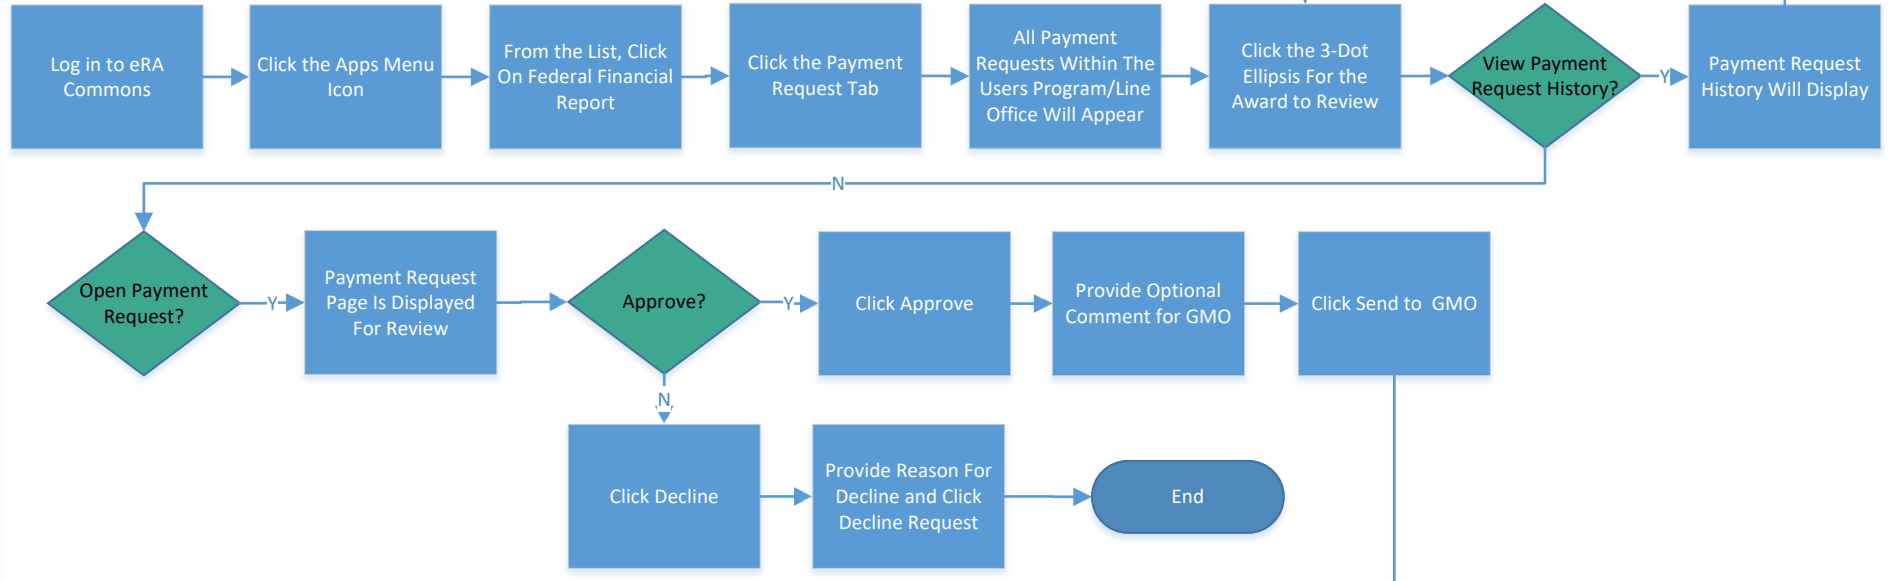 Log in to eRA
Commons
Click the Apps Menu
Icon
From the List, Click
On Federal Financial
Report
Click the Payment
Request Tab
All Payment
Requests Within The
Users Program/Line
Office Will Appear
Click the 3-Dot
Ellipsis For the
Award to Review
View Payment
Request History?
Y
Payment Request
History Will Display
N
Open Payment
Request?
Y
Payment Request
Page Is Displayed
For Review
Approve?
Y
Click Approve
Provide Optional
Comment for GMO
Click Send to  GMO
N
Click Decline
Provide Reason For
Decline and Click
Decline Request
End